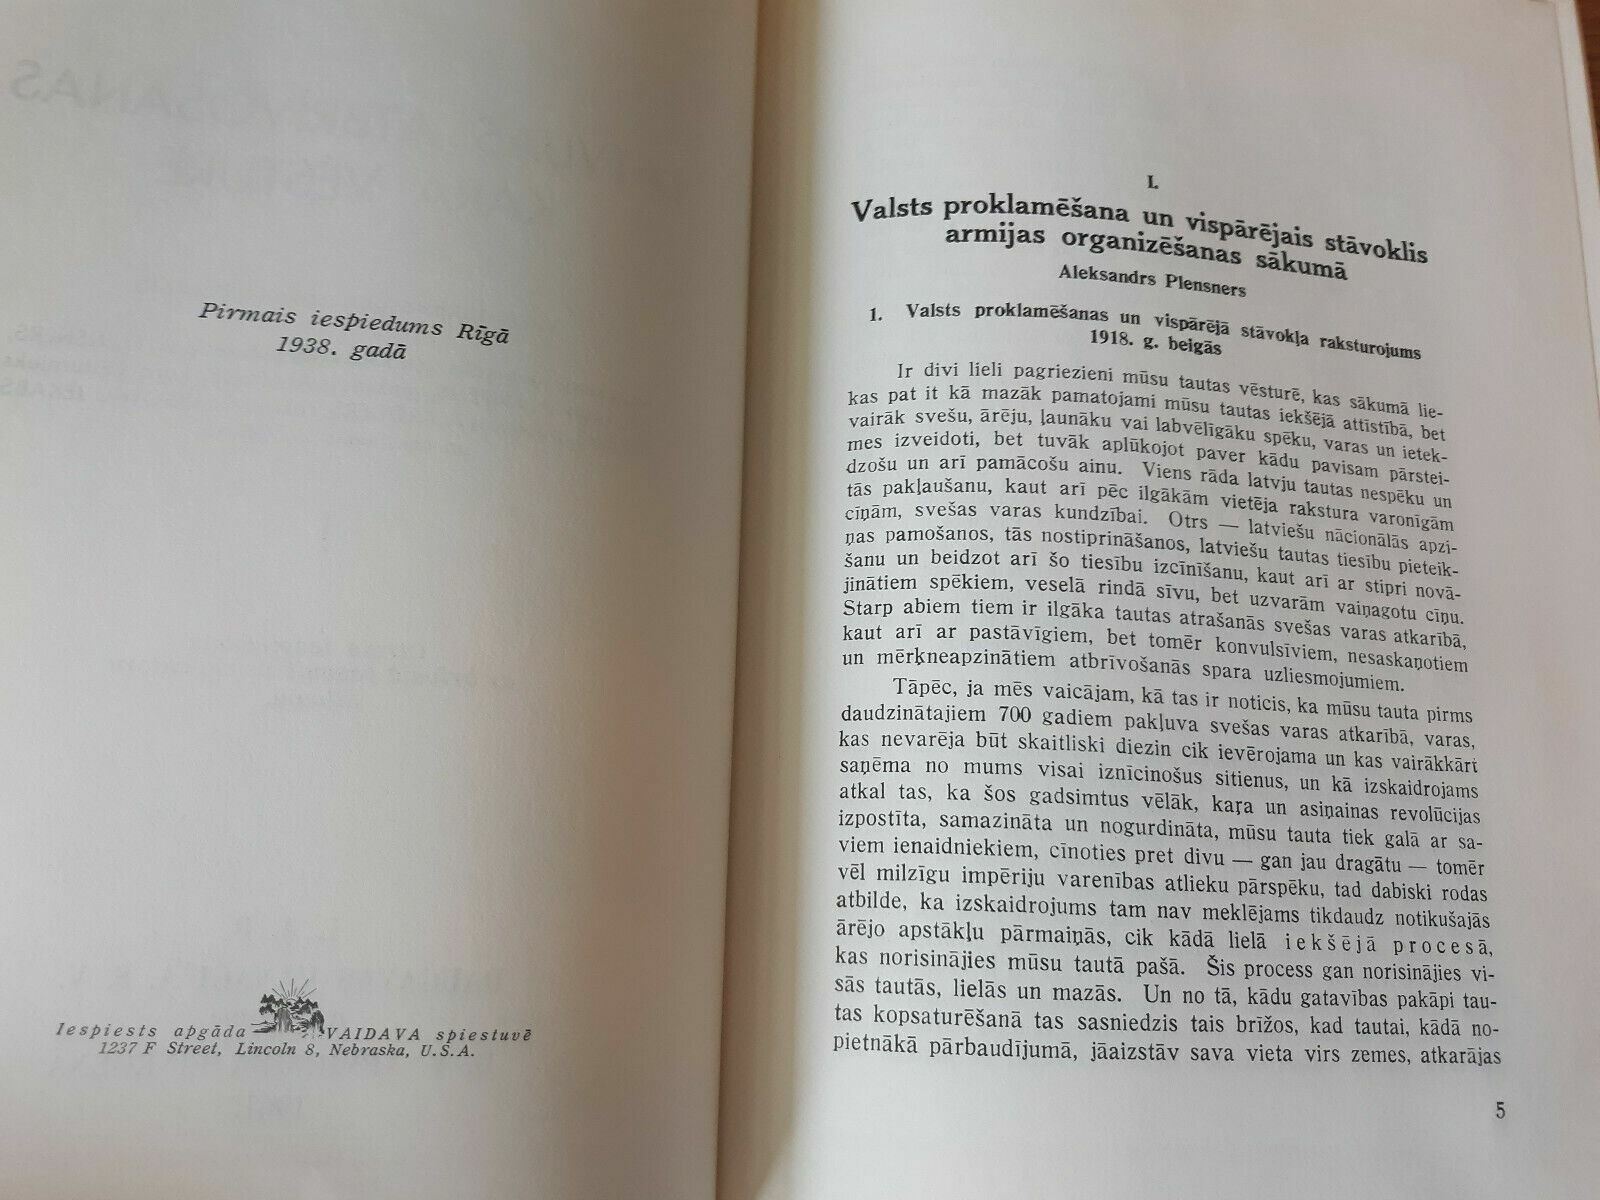 Pirmais iespiedums Rīgā
1938. gadā
Iespiests apgāda VAIDAVA spiestuvē
1237 F Street, Lincoln 8, Nebraska, U.S.A.
I.
Valsts proklamēšana un vispārējais stāvoklis
armijas organizēšanas sākumā
Aleksandrs Plensners
1. Valsts proklamēšanas un vispārējā stāvokļa raksturojums
1918. g. beigās
Ir divi lieli pagriezieni mūsu tautas vēsturē, kas sākumā lie-
kas pat it kā mazāk pamatojami mūsu tautas iekšējā attīstībā, bet
vairāk svešu, ārēju, ļaunāku vai labvēlīgāku spēku, varas un ietek-
mes izveidoti, bet tuvāk aplūkojot paver kādu pavisam pārstei-
dzošu un arī pamācošu ainu. Viens rāda latvju tautas nespēku un
tās pakļaušanu, kaut arī pēc ilgākām vietēja rakstura varonīgām
cīņām, svešas varas kundzībai. Otrs — latviešu nācionālās apzi-
ņas pamošanos, tās nostiprināšanos, latviešu tautas tiesību pieteik-
šanu un beidzot arī šo tiesību izcīnīšanu, kaut arī ar stipri novā-
jinātiem spēkiem, veselā rindā sīvu, bet uzvarām vaiņagotu cīņu.
Starp abiem tiem ir ilgāka tautas atrašanās svešas varas atkarībā,
kaut arī ar pastāvīgiem, bet tomēr konvulsīviem, nesaskaņotiem
un mērķneapzinātiem atbrīvošanās spara uzliesmojumiem.
Tāpēc, ja mēs vaicājam, kā tas ir noticis, ka mūsu tauta pirms
daudzinātajiem 700 gadiem pakļuva svešas varas atkarībā, varas,
kas nevarēja būt skaitliski diezin cik ievērojama un kas vairākkārt
saņēma no mums visai iznīcinošus sitienus, un kā izskaidrojams
atkal tas, ka šos gadsimtus vēlāk, kaŗa un asiņainas revolūcijas
izpostīta, samazināta un nogurdināta, mūsu tauta tiek galā ar sa-
viem ienaidniekiem, cīnoties pret divu — gan jau dragātu — tomēr
vēl milzīgu impēriju varenības atlieku pārspēku, tad dabiski rodas
atbilde, ka izskaidrojums tam nav meklējams tikdaudz notikušajās
ārējo apstākļu pārmaiņās, cik kādā lielā iekšējā procesā,
kas norisinājies mūsu tautā pašā. Šis process gan norisinājies vi-
sās tautās, lielās un mazās. Un no tā, kādu gatavības pakāpi tau-
tas kopsaturēšanā tas sasniedzis tais brīžos, kad tautai, kādā no-
pietnākā pārbaudījumā, jāaizstāv sava vieta virs zemes, atkarājas
5